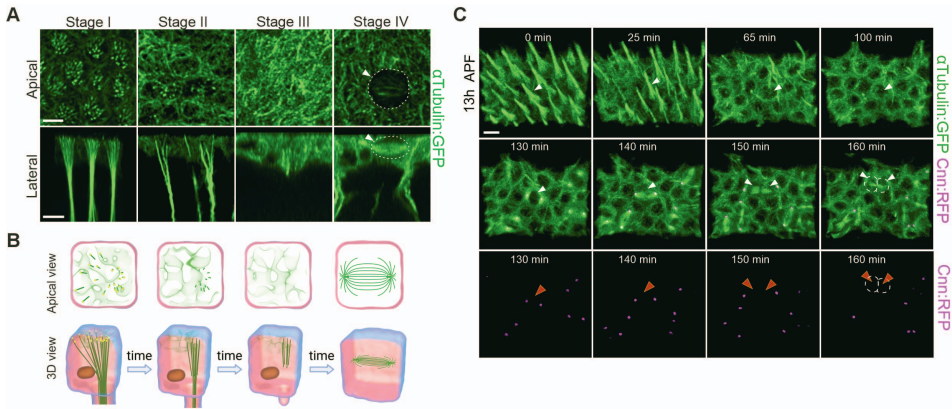 A
Stage I Stage II Stage III Stage IV
Apical
Lateral
αTubulin:GFP
B
Apical view
3D view
time time time
C
13h APF
0 min 25 min 65 min 100 min
130 min 140 min 150 min 160 min
130 min 140 min 150 min 160 min
αTubulin:GFP Cnn:RFP
Cnn:RFP